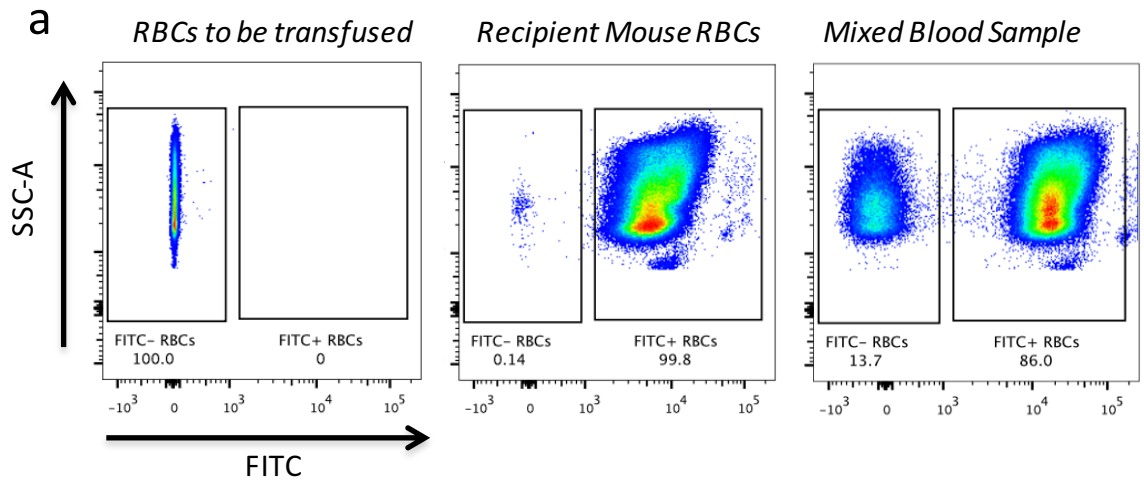 a
RBCs to be transfused
Recipient Mouse RBCs
Mixed Blood Sample
SSC-A
FITC- RBCs
100.0
FITC+ RBCs
0
FITC- RBCs
0.14
FITC+ RBCs
99.8
FITC- RBCs
13.7
FITC+ RBCs
86.0
-10³ 0 10³ 10⁴ 10⁵
-10³ 0 10³ 10⁴ 10⁵
-10³ 0 10³ 10⁴ 10⁵
FITC